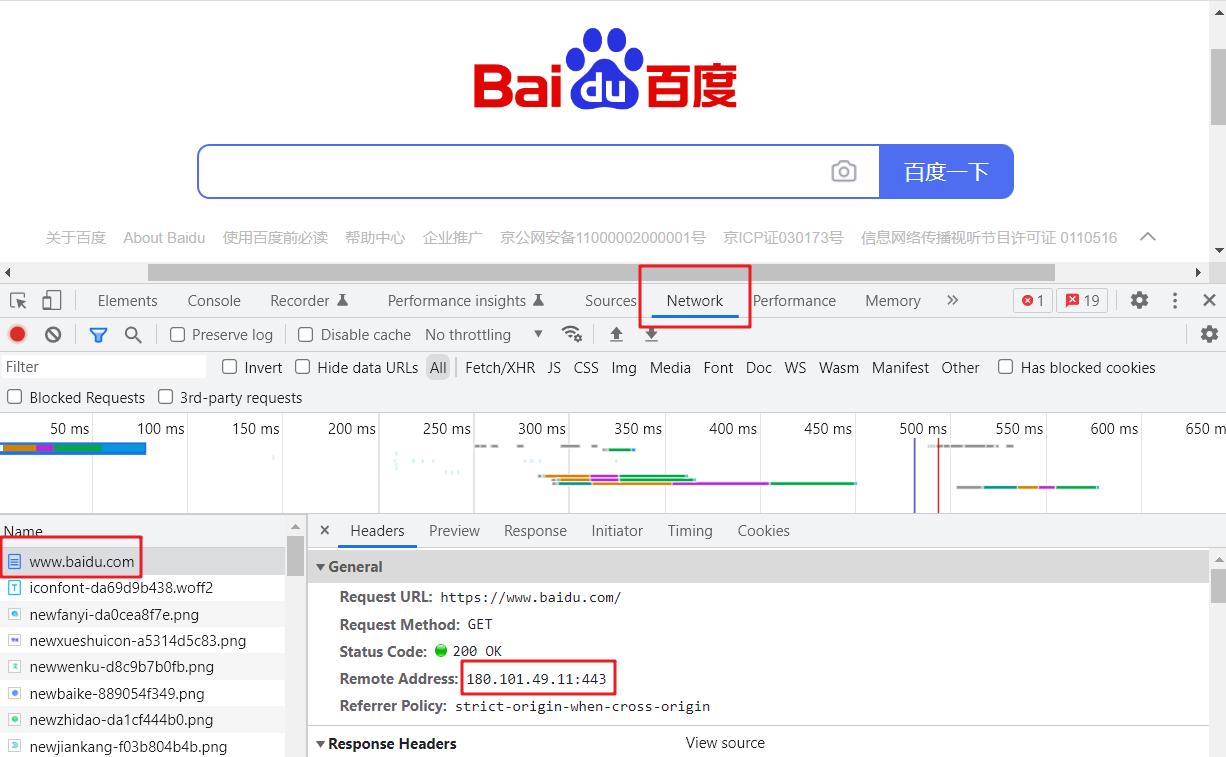 Bai du 百度
百度一下
关于百度 About Baidu 使用百度前必读 帮助中心 企业推广 京公网安备11000002000001号 京ICP证030173号 信息网络传播视听节目许可证 0110516
Elements Console Recorder Performance insights Sources Network Performance Memory » 1 19
Preserve log Disable cache No throttling
Filter Invert Hide data URLs All Fetch/XHR JS CSS Img Media Font Doc WS Wasm Manifest Other Has blocked cookies
Blocked Requests 3rd-party requests
50 ms 100 ms 150 ms 200 ms 250 ms 300 ms 350 ms 400 ms 450 ms 500 ms 550 ms 600 ms 650 m
Name
www.baidu.com
iconfont-da69d9b438.woff2
newfanyi-da0cea8f7e.png
newxueshuicon-a5314d5c83.png
newwenku-d8c9b7b0fb.png
newbaike-889054f349.png
newzhidao-da1cf444b0.png
newjiankang-f03b804b4b.png
Headers Preview Response Initiator Timing Cookies
General
Request URL: https://www.baidu.com/
Request Method: GET
Status Code: 200 OK
Remote Address: 180.101.49.11:443
Referrer Policy: strict-origin-when-cross-origin
Response Headers View source